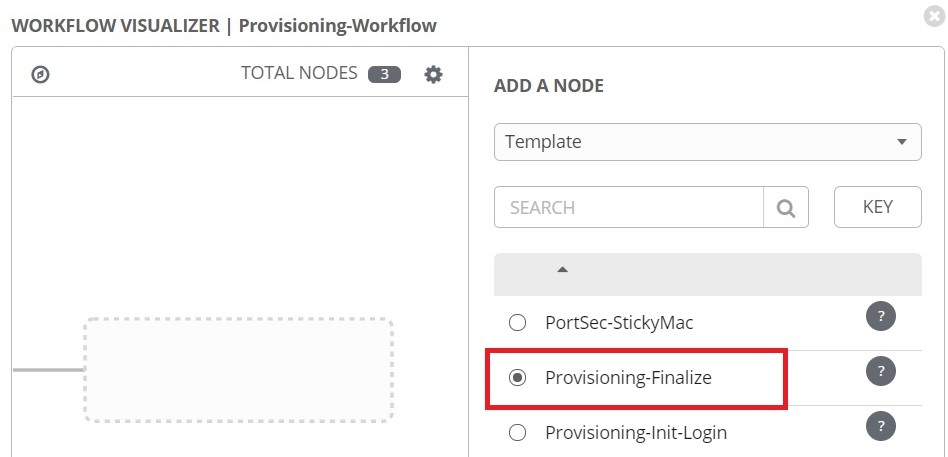 WORKFLOW VISUALIZER | Provisioning-Workflow
TOTAL NODES 3
ADD A NODE
Template
SEARCH
KEY
PortSec-StickyMac ?
Provisioning-Finalize ?
Provisioning-Init-Login ?